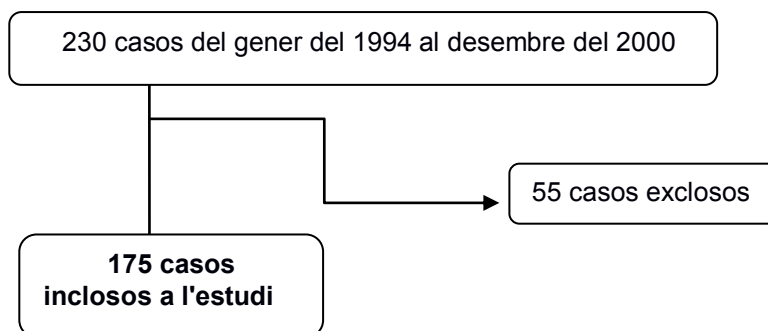 230 casos del gener del 1994 al desembre del 2000
55 casos exclosos
175 casos
inclosos a l'estudi